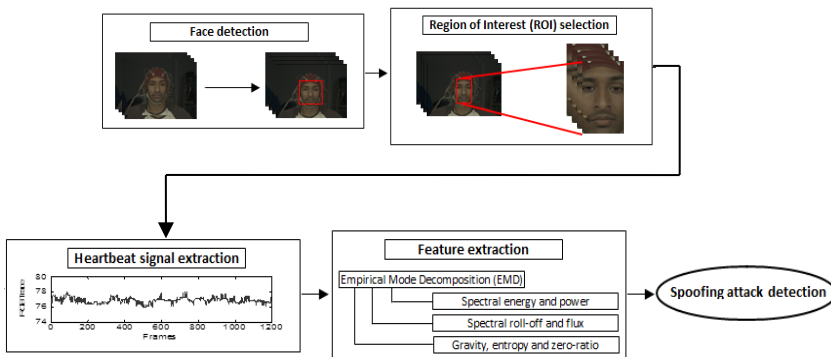 Face detection
Region of Interest (ROI) selection
Heartbeat signal extraction
80
78
76
74
0 200 400 600 800 1000 1200
Frames
Feature extraction
Empirical Mode Decomposition (EMD)
Spectral energy and power
Spectral roll-off and flux
Gravity, entropy and zero-ratio
Spoofing attack detection